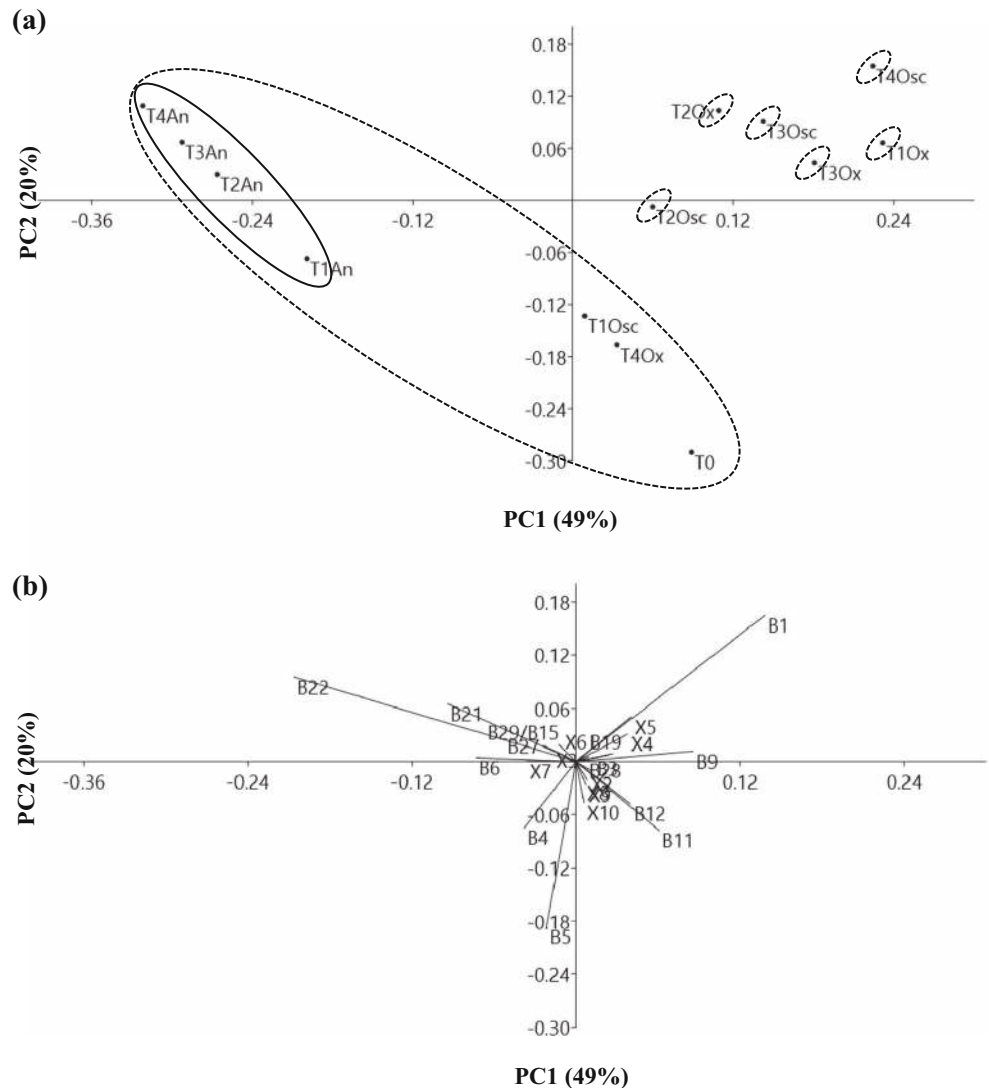 (a)
0.18
T4Osc
0.12
T4An
T2Ox
T3Osc
T3An
0.06
T1Ox
T2An
T3Ox
PC2 (20%)
-0.36
-0.24
-0.12
T2Osc
0.12
0.24
-0.06
T1An
-0.12
T1Osc
T4Ox
-0.18
-0.24
-0.30
T0
PC1 (49%)
(b)
0.18
B1
0.12
B22
0.06
B21
X5
B29/B15
X6
B19
X4
B27
PC2 (20%)
-0.36
-0.24
-0.12
B6
X7
B9
0.12
0.24
B28
-0.06
X10
B12
B4
B11
-0.12
-0.18
B5
-0.24
-0.30
PC1 (49%)